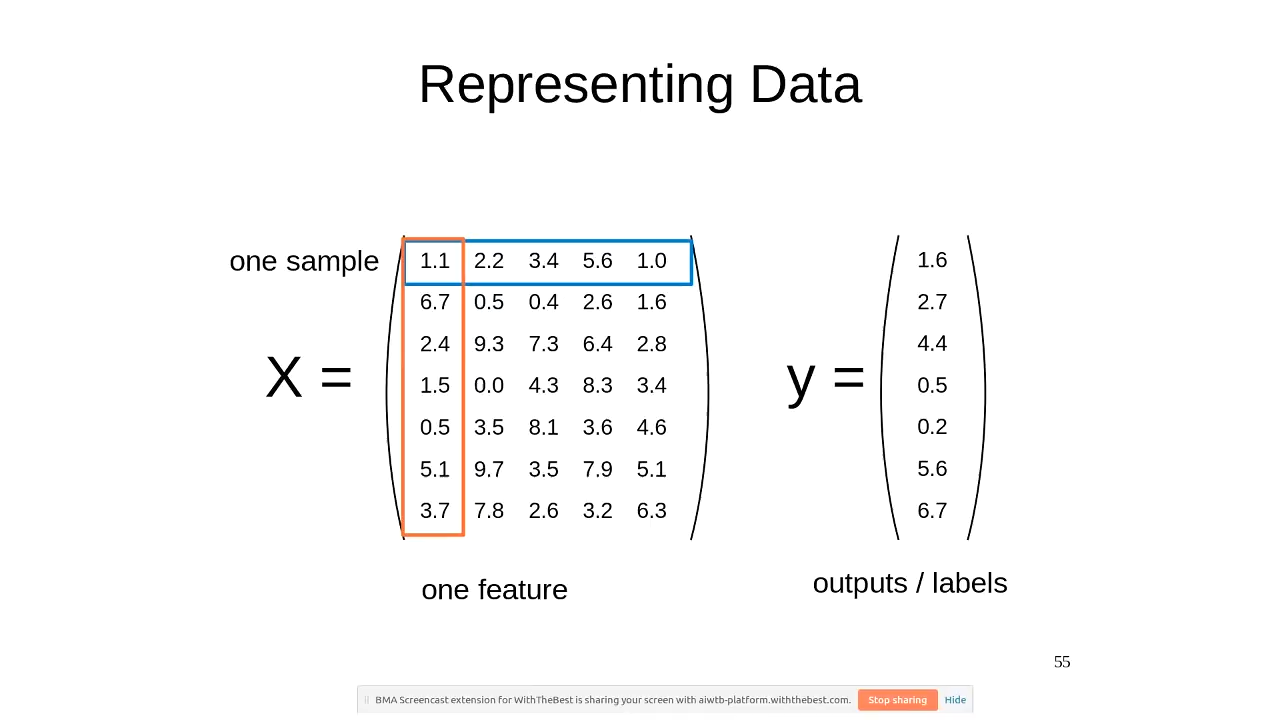 Representing Data
one sample
X =
1.1 2.2 3.4 5.6 1.0
6.7 0.5 0.4 2.6 1.6
2.4 9.3 7.3 6.4 2.8
1.5 0.0 4.3 8.3 3.4
0.5 3.5 8.1 3.6 4.6
5.1 9.7 3.5 7.9 5.1
3.7 7.8 2.6 3.2 6.3
one feature
y =
1.6
2.7
4.4
0.5
0.2
5.6
6.7
outputs / labels
55
BMA Screencast extension for WithTheBest is sharing your screen with aiwtb-platform.withthebest.com. Stop sharing Hide